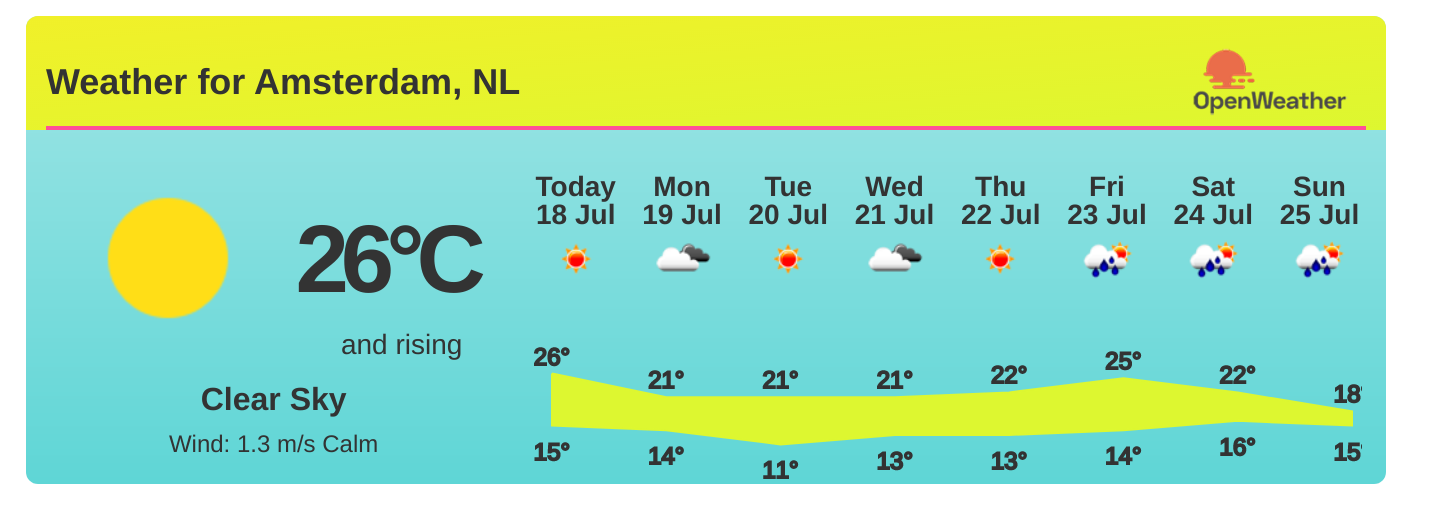 Weather for Amsterdam, NL
OpenWeather
26°C
and rising
Clear Sky
Wind: 1.3 m/s Calm
Today Mon Tue Wed Thu Fri Sat Sun
18 Jul 19 Jul 20 Jul 21 Jul 22 Jul 23 Jul 24 Jul 25 Jul
26° 21° 21° 21° 22° 25° 22° 18°
15° 14° 11° 13° 13° 14° 16° 15°